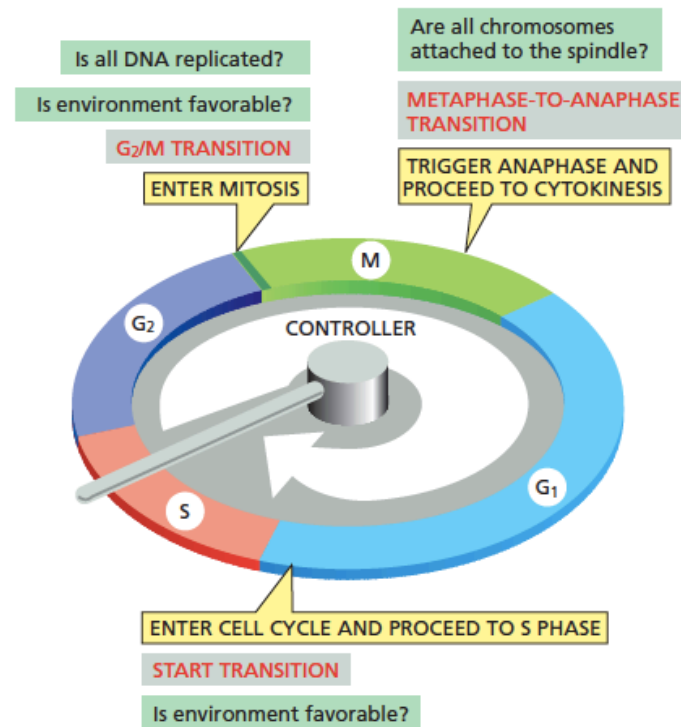 Is all DNA replicated?
Is environment favorable?
G₂/M TRANSITION
ENTER MITOSIS
Are all chromosomes
attached to the spindle?
METAPHASE-TO-ANAPHASE
TRANSITION
TRIGGER ANAPHASE AND
PROCEED TO CYTOKINESIS
M
G₂
CONTROLLER
G₁
S
ENTER CELL CYCLE AND PROCEED TO S PHASE
START TRANSITION
Is environment favorable?